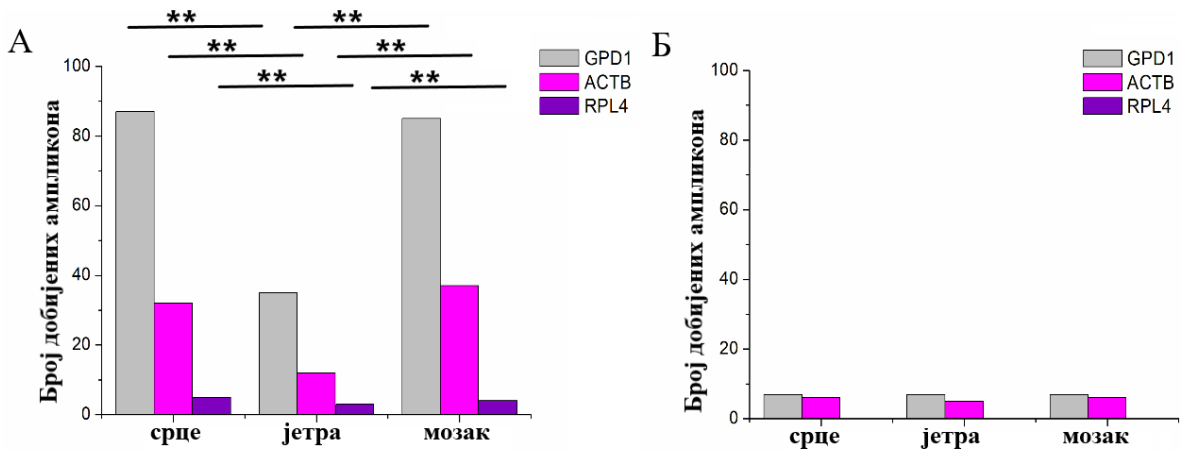 А
** **
** **
** **
GPD1
ACTB
RPL4
Број добијених ампликона
100
80
60
40
20
0
срце јетра мозак
Б
GPD1
ACTB
RPL4
Број добијених ампликона
100
80
60
40
20
0
срце јетра мозак